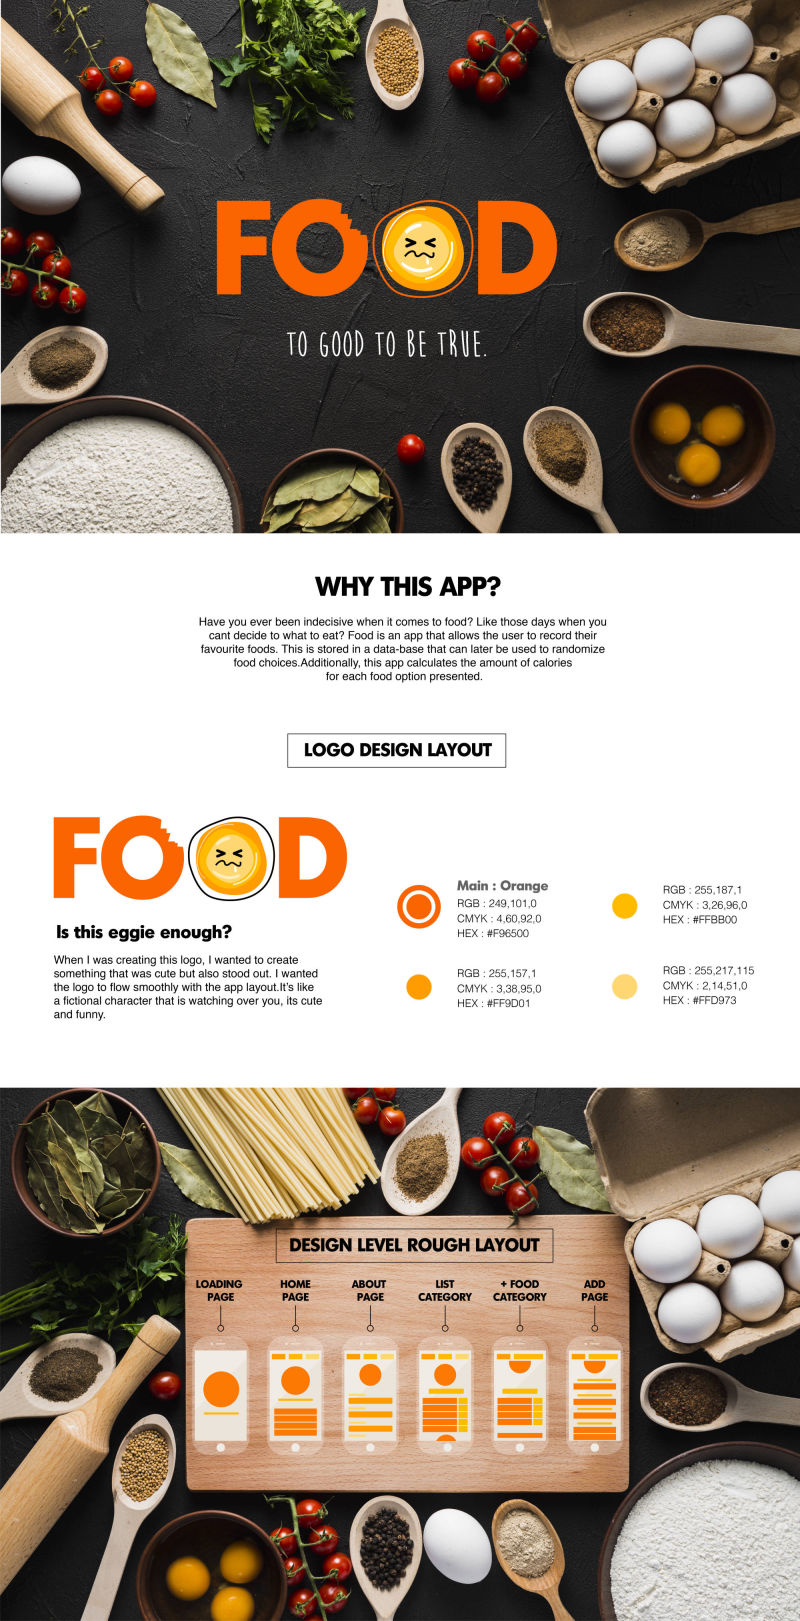 FOOD
TO GOOD TO BE TRUE.
WHY THIS APP?
Have you ever been indecisive when it comes to food? Like those days when you
cant decide to what to eat? Food is an app that allows the user to record their
favourite foods. This is stored in a data-base that can later be used to randomize
food choices.Additionally, this app calculates the amount of calories
for each food option presented.
LOGO DESIGN LAYOUT
FOOD
Is this eggie enough?
When I was creating this logo, I wanted to create
something that was cute but also stood out. I wanted
the logo to flow smoothly with the app layout.It's like
a fictional character that is watching over you, its cute
and funny.
Main : Orange
RGB : 249,101,0
CMYK : 4,60,92,0
HEX : #F96500
RGB : 255,187,1
CMYK : 3,26,96,0
HEX : #FFBB00
RGB : 255,157,1
CMYK : 3,38,95,0
HEX : #FF9D01
RGB : 255,217,115
CMYK : 2,14,51,0
HEX : #FFD973
DESIGN LEVEL ROUGH LAYOUT
LOADING
PAGE
HOME
PAGE
ABOUT
PAGE
LIST
CATEGORY
+ FOOD
CATEGORY
ADD
PAGE